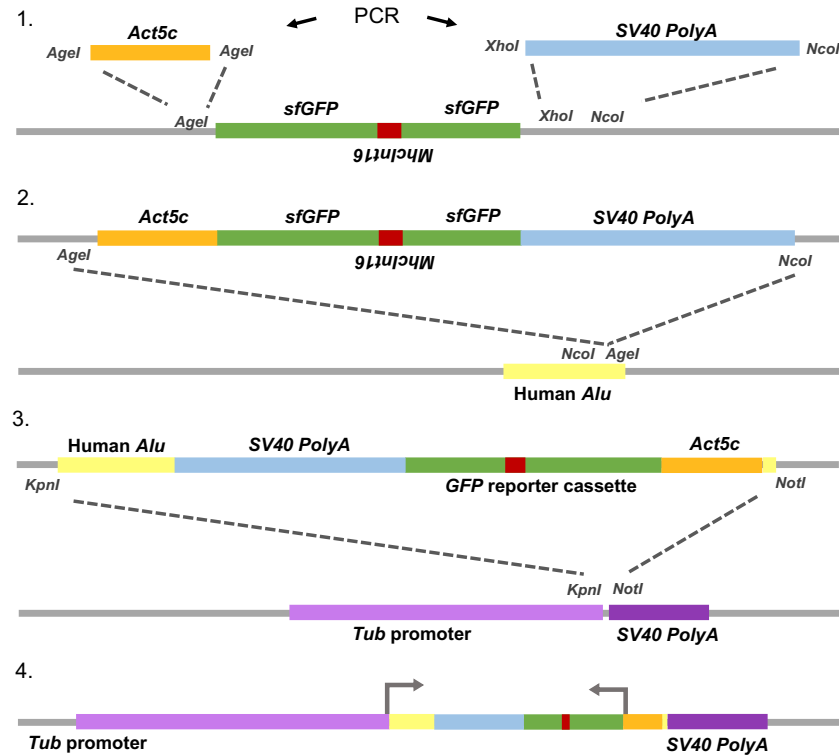 1.
PCR
Act5c
SV40 PolyA
AgeI
AgeI
XhoI
NcoI
AgeI
sfGFP
sfGFP
XhoI
NcoI
MhcInt16
2.
Act5c
sfGFP
sfGFP
SV40 PolyA
AgeI
MhcInt16
NcoI
NcoI
AgeI
Human Alu
3.
Human Alu
SV40 PolyA
Act5c
KpnI
GFP reporter cassette
NotI
KpnI
NotI
Tub promoter
SV40 PolyA
4.
Tub promoter
SV40 PolyA